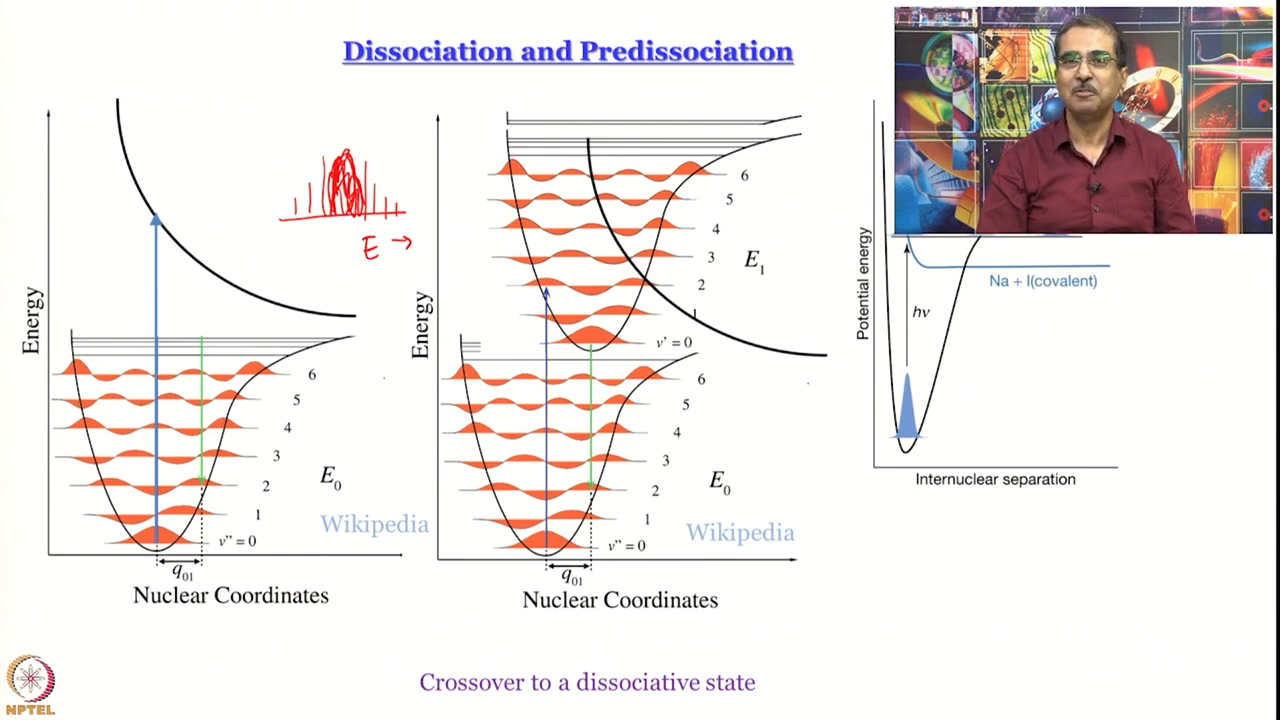 Dissociation and Predissociation
Energy
6
5
4
3
2
1
v" = 0
E0
Wikipedia
q01
Nuclear Coordinates
E →
Energy
6
5
4
3
2
1
v' = 0
E1
6
5
4
3
2
1
v" = 0
E0
Wikipedia
q01
Nuclear Coordinates
Potential energy
Na + I(covalent)
hν
Internuclear separation
Crossover to a dissociative state
NPTEL